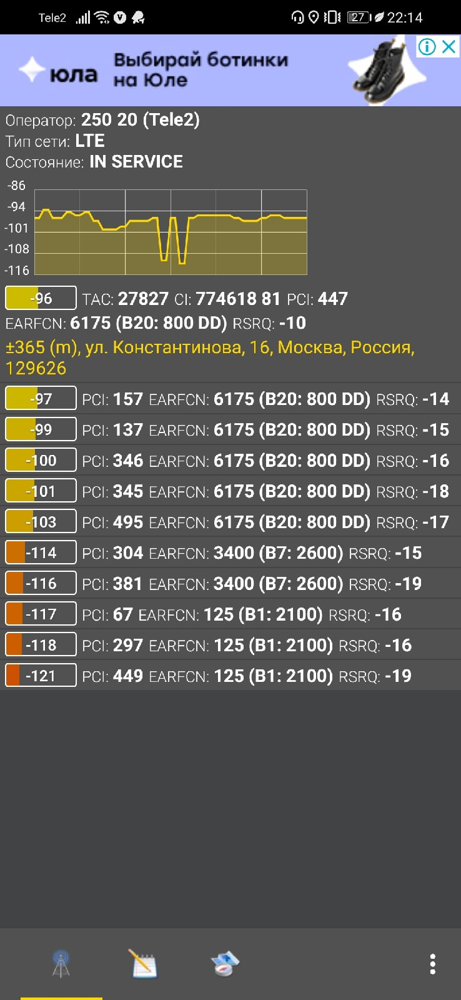 Tele2 27 22:14
юла Выбирай ботинки
на Юле
Оператор: 250 20 (Tele2)
Тип сети: LTE
Состояние: IN SERVICE
-86
-94
-101
-108
-116
-96 TAC: 27827 CI: 774618 81 PCI: 447
EARFCN: 6175 (B20: 800 DD) RSRQ: -10
±365 (m), ул. Константинова, 16, Москва, Россия,
129626
-97 PCI: 157 EARFCN: 6175 (B20: 800 DD) RSRQ: -14
-99 PCI: 137 EARFCN: 6175 (B20: 800 DD) RSRQ: -15
-100 PCI: 346 EARFCN: 6175 (B20: 800 DD) RSRQ: -16
-101 PCI: 345 EARFCN: 6175 (B20: 800 DD) RSRQ: -18
-103 PCI: 495 EARFCN: 6175 (B20: 800 DD) RSRQ: -17
-114 PCI: 304 EARFCN: 3400 (B7: 2600) RSRQ: -15
-116 PCI: 381 EARFCN: 3400 (B7: 2600) RSRQ: -19
-117 PCI: 67 EARFCN: 125 (B1: 2100) RSRQ: -16
-118 PCI: 297 EARFCN: 125 (B1: 2100) RSRQ: -16
-121 PCI: 449 EARFCN: 125 (B1: 2100) RSRQ: -19